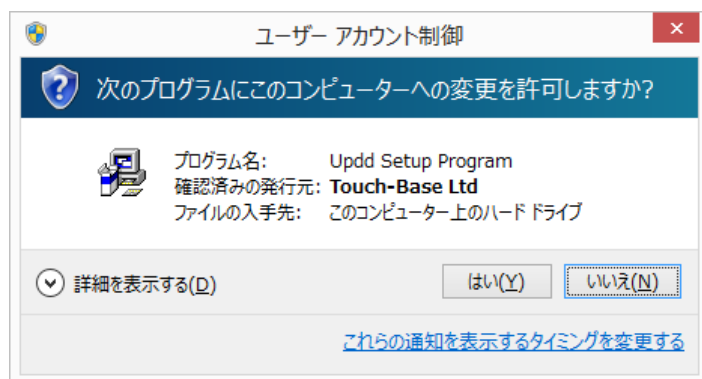 ユーザー アカウント制御
次のプログラムにこのコンピューターへの変更を許可しますか?
プログラム名: Updd Setup Program
確認済みの発行元: Touch-Base Ltd
ファイルの入手先: このコンピューター上のハード ドライブ
詳細を表示する(D) はい(Y) いいえ(N)
これらの通知を表示するタイミングを変更する